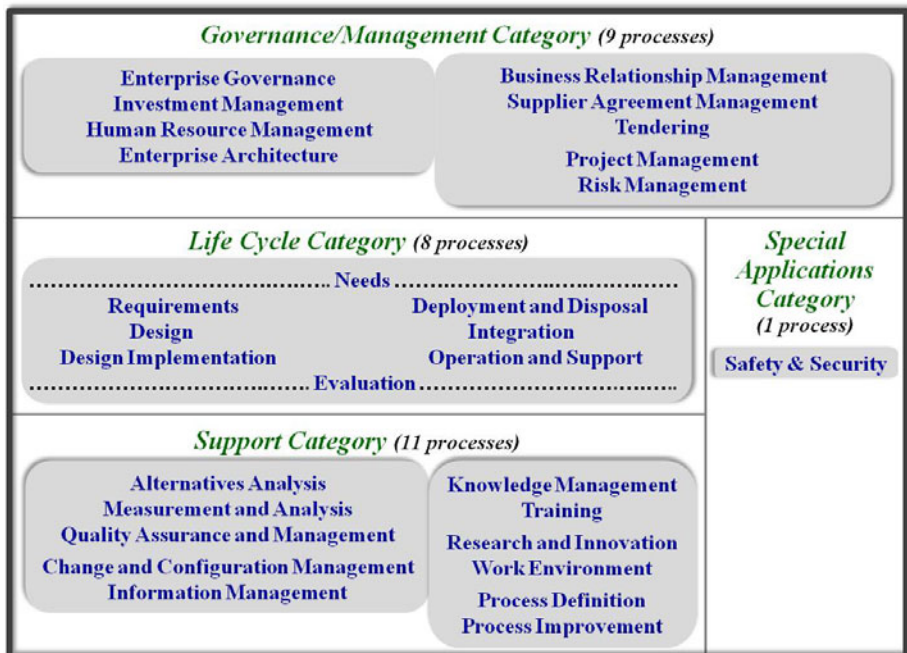 Governance/Management Category (9 processes)
Enterprise Governance
Investment Management
Human Resource Management
Enterprise Architecture
Business Relationship Management
Supplier Agreement Management
Tendering
Project Management
Risk Management
Life Cycle Category (8 processes)
Needs
Requirements
Design
Design Implementation
Deployment and Disposal
Integration
Operation and Support
Evaluation
Special
Applications
Category
(1 process)
Safety & Security
Support Category (11 processes)
Alternatives Analysis
Measurement and Analysis
Quality Assurance and Management
Change and Configuration Management
Information Management
Knowledge Management
Training
Research and Innovation
Work Environment
Process Definition
Process Improvement